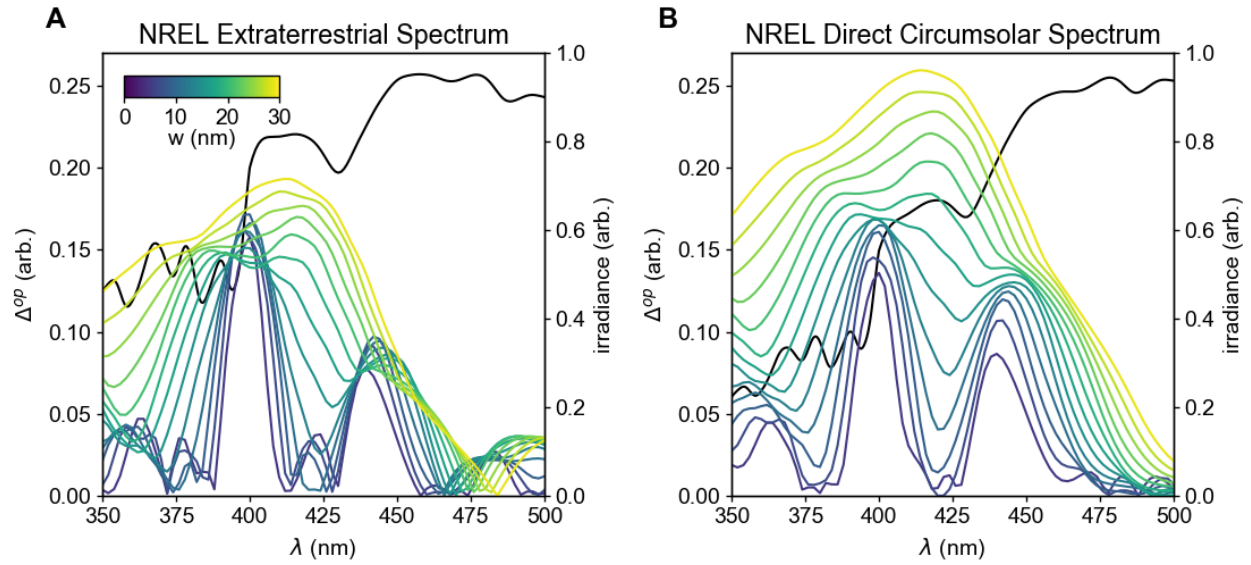 A
NREL Extraterrestrial Spectrum
0.25
0.20
0.15
0.10
0.05
0.00
Δop (arb.)
0 10 20 30
w (nm)
1.0
0.8
0.6
0.4
0.2
0.0
irradiance (arb.)
350 375 400 425 450 475 500
λ (nm)
B
NREL Direct Circumsolar Spectrum
0.25
0.20
0.15
0.10
0.05
0.00
Δop (arb.)
1.0
0.8
0.6
0.4
0.2
0.0
irradiance (arb.)
350 375 400 425 450 475 500
λ (nm)